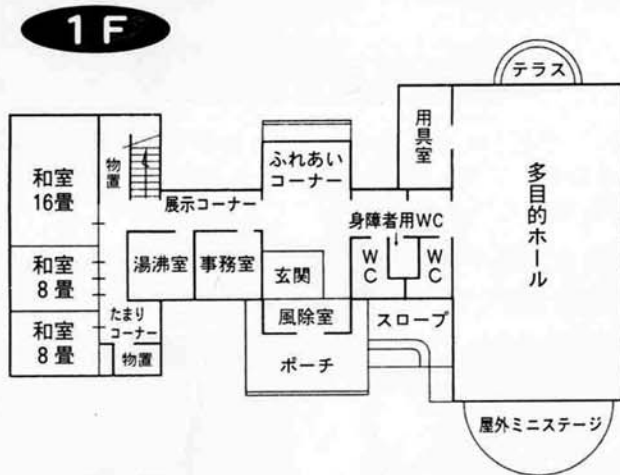 1F
テラス
用具室
多目的ホール
物置
和室
16畳
ふれあい
コーナー
展示コーナー
身障者用WC
湯沸室
事務室
玄関
WC
WC
和室
8畳
和室
8畳
たまり
コーナー
物置
風除室
スロープ
ポーチ
屋外ミニステージ